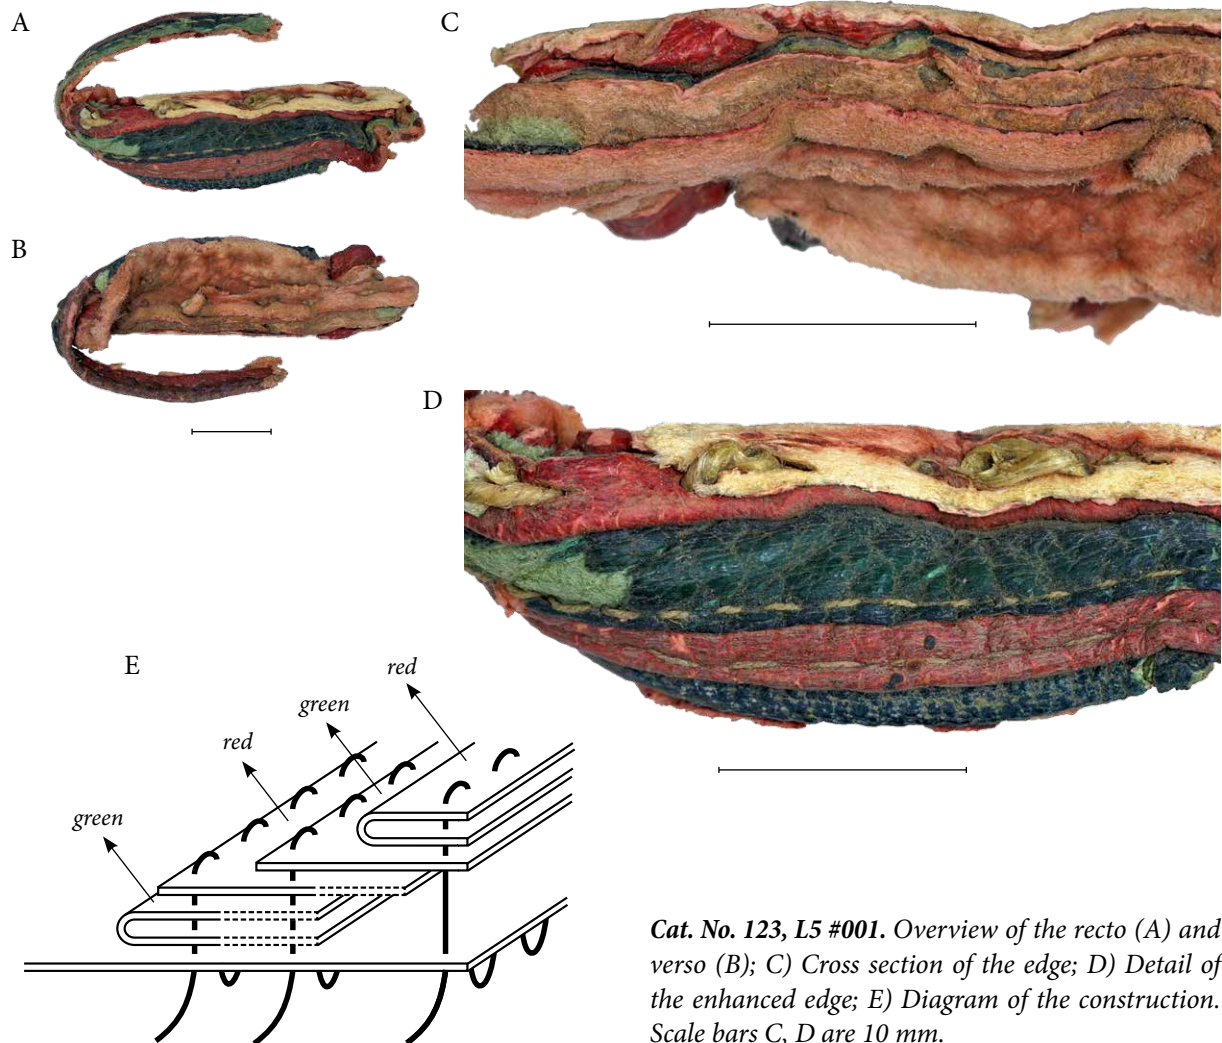 A
C
B
D
E
red
green
red
green
Cat. No. 123, L5 #001. Overview of the recto (A) and
verso (B); C) Cross section of the edge; D) Detail of
the enhanced edge; E) Diagram of the construction.
Scale bars C, D are 10 mm.